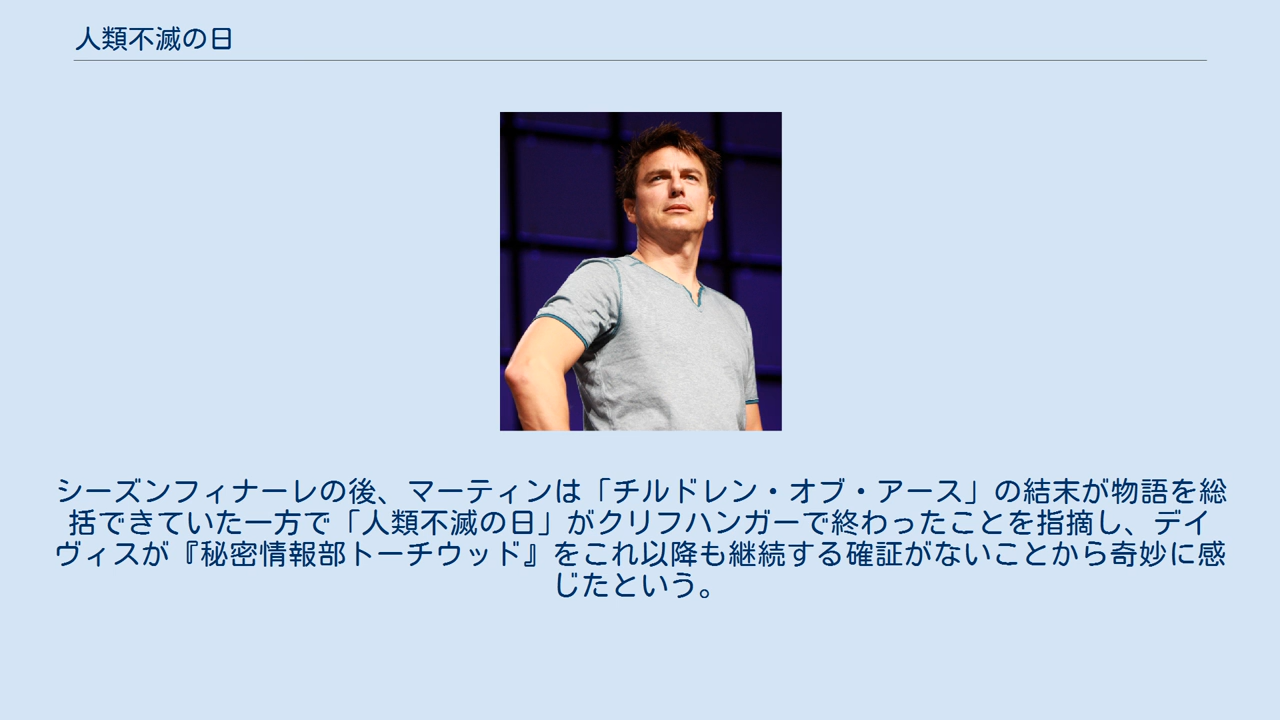 人類不滅の日
シーズンフィナーレの後、マーティンは「チルドレン・オブ・アース」の結末が物語を総
括できていた一方で「人類不滅の日」がクリフハンガーで終わったことを指摘し、デイ
ヴィスが『秘密情報部トーチウッド』をこれ以降も継続する確証がないことから奇妙に感
じたという。